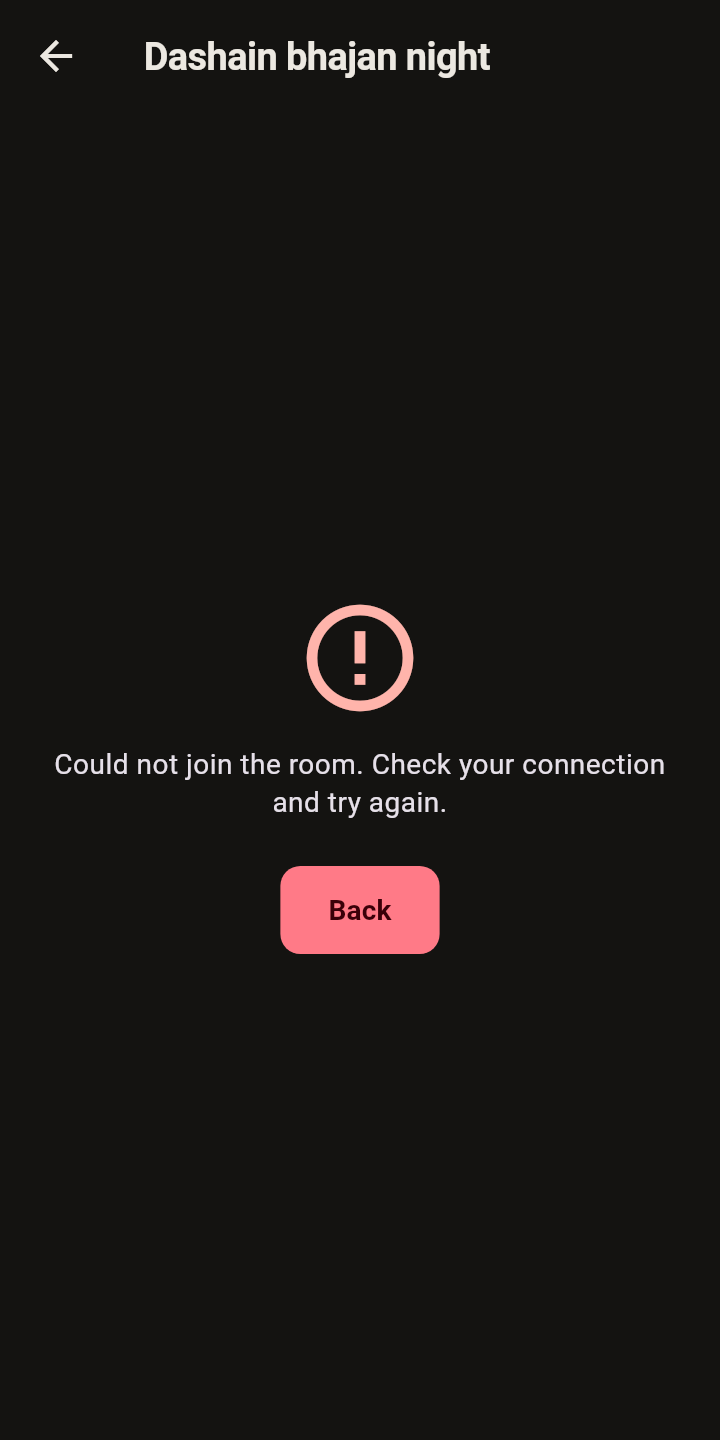 Dashain bhajan night
Could not join the room. Check your connection
and try again.
Back